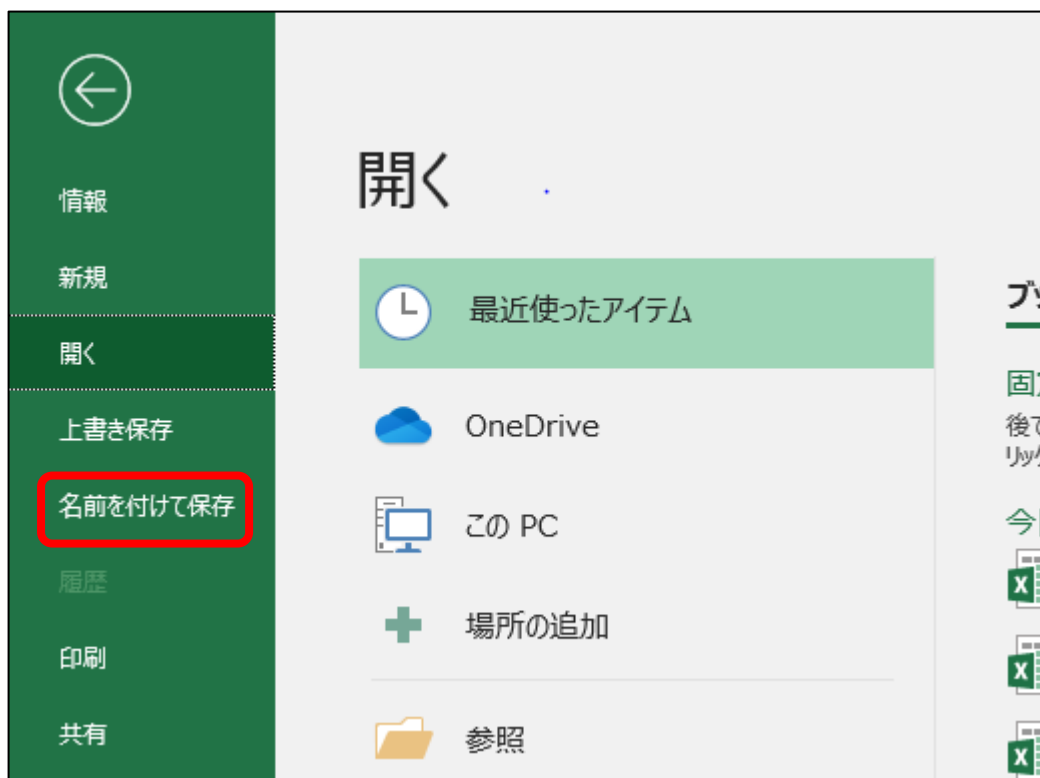 情報
新規
開く
上書き保存
名前を付けて保存
履歴
印刷
共有
開く
最近使ったアイテム
OneDrive
この PC
場所の追加
参照